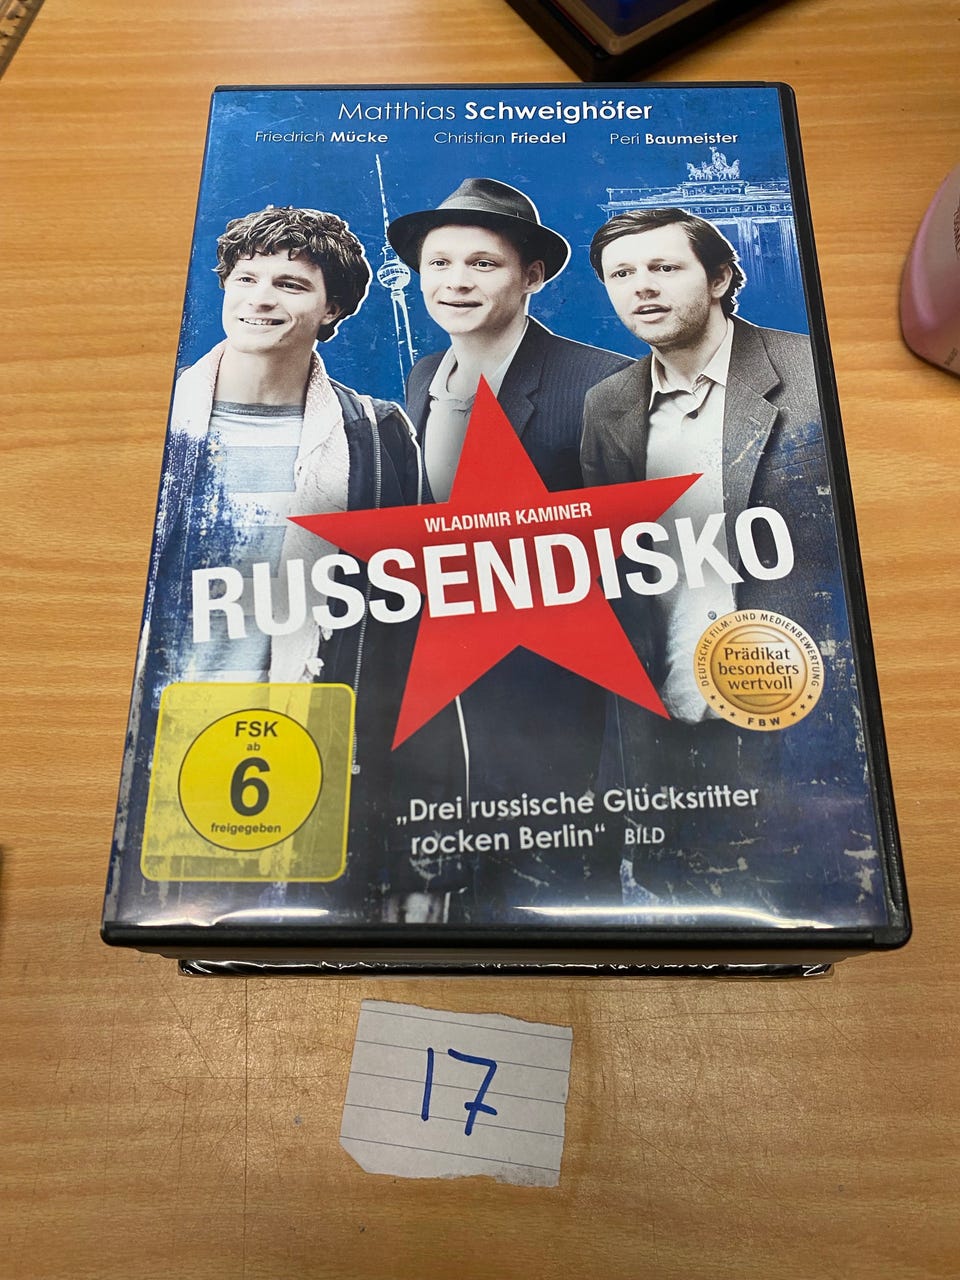 Matthias Schweighöfer
Friedrich Mücke Christian Friedel Peri Baumeister
WLADIMIR KAMINER
RUSSENDISKO
DEUTSCHE FILM- UND MEDIENBEWERTUNG
Prädikat
besonders
wertvoll
FBW
FSK
ab
6
freigegeben
„Drei russische Glücksritter
rocken Berlin“ BILD
17